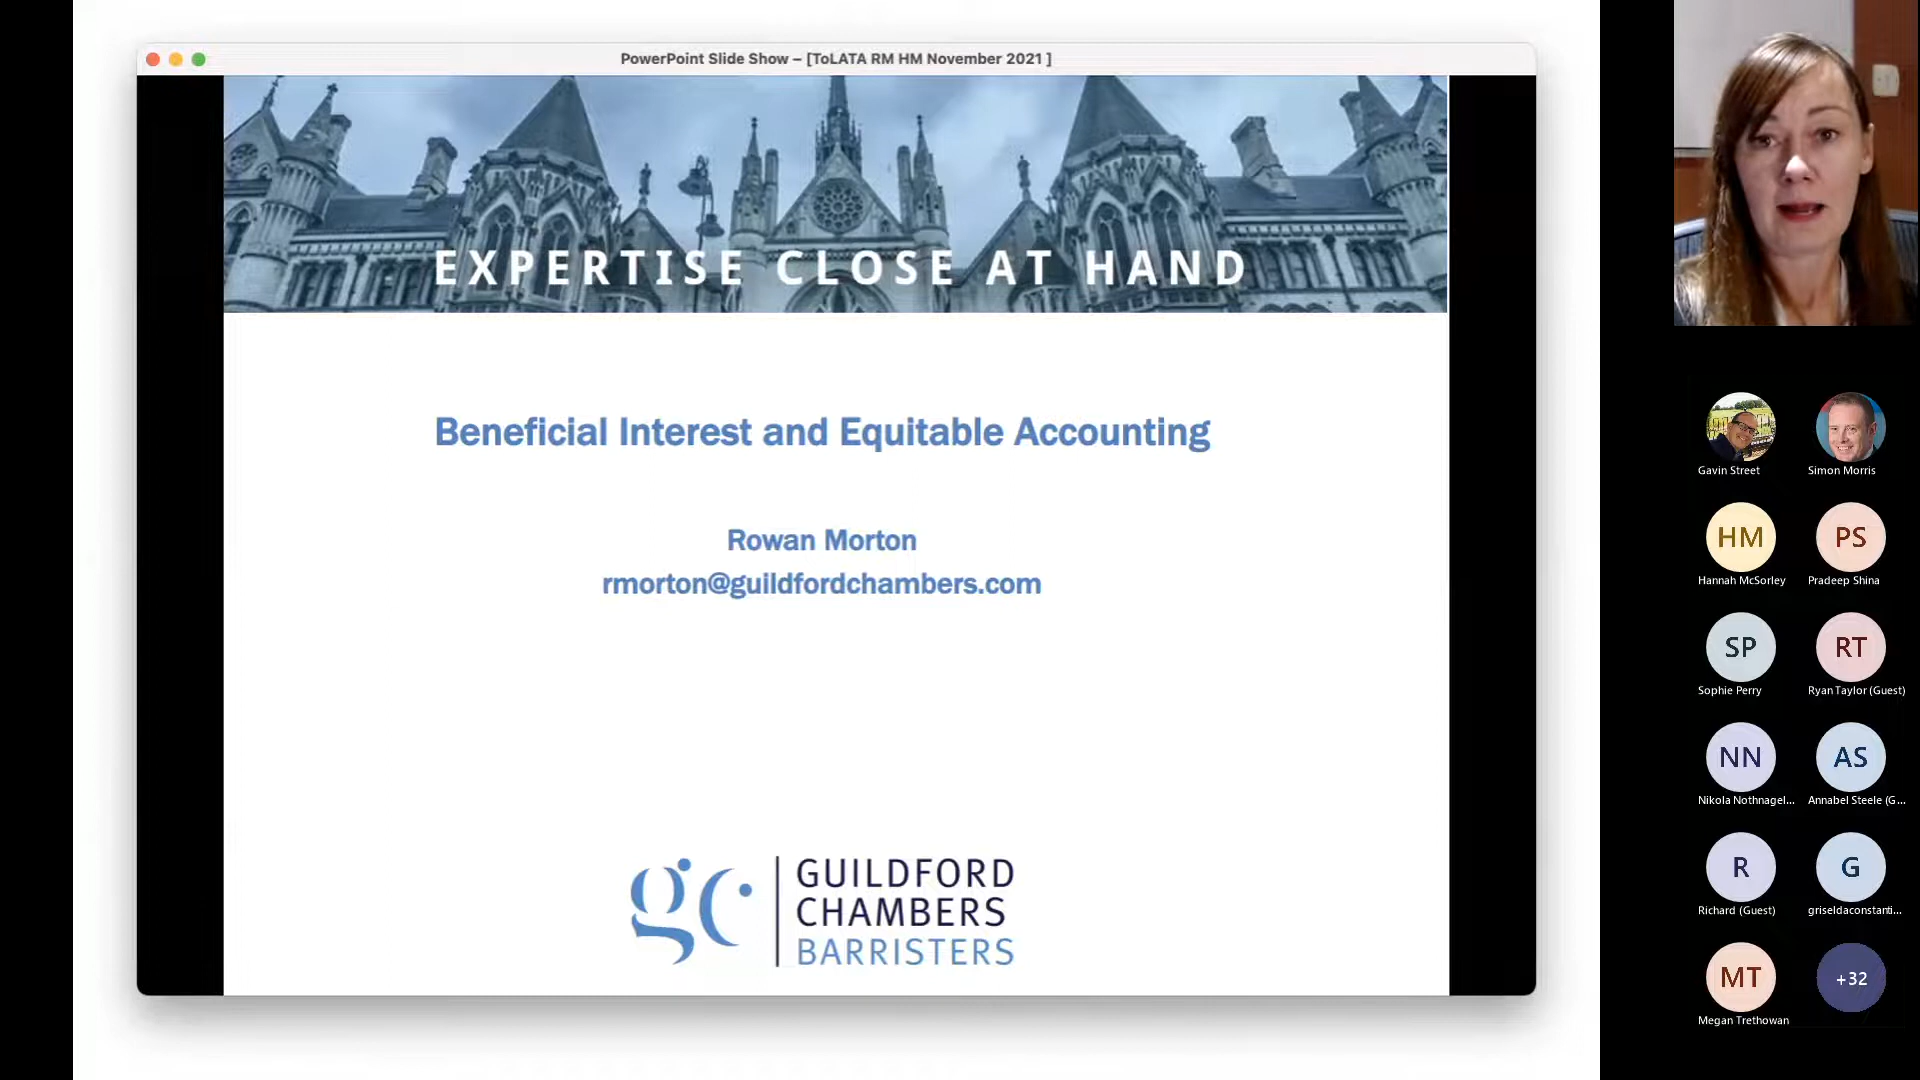 PowerPoint Slide Show – [ToLATA RM HM November 2021 ]
EXPERTISE CLOSE AT HAND
Beneficial Interest and Equitable Accounting
Rowan Morton
rmorton@guildfordchambers.com
gc
GUILDFORD
CHAMBERS
BARRISTERS
Gavin Street
Simon Morris
HM
PS
Hannah McSorley
Pradeep Shina
SP
RT
Sophie Perry
Ryan Taylor (Guest)
NN
AS
Nikola Nothnagel...
Annabel Steele (G...
R
G
Richard (Guest)
griseldaconstanti...
MT
+32
Megan Trethowan